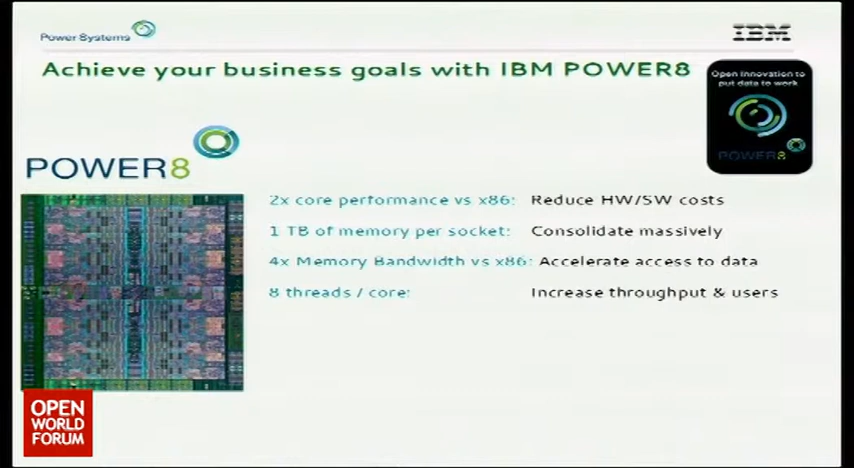 Power Systems
IBM
Achieve your business goals with IBM POWER8
Open Innovation to
put data to work
POWER8
POWER8
2x core performance vs x86: Reduce HW/SW costs
1 TB of memory per socket: Consolidate massively
4x Memory Bandwidth vs x86: Accelerate access to data
8 threads / core: Increase throughput & users
OPEN
WORLD
FORUM